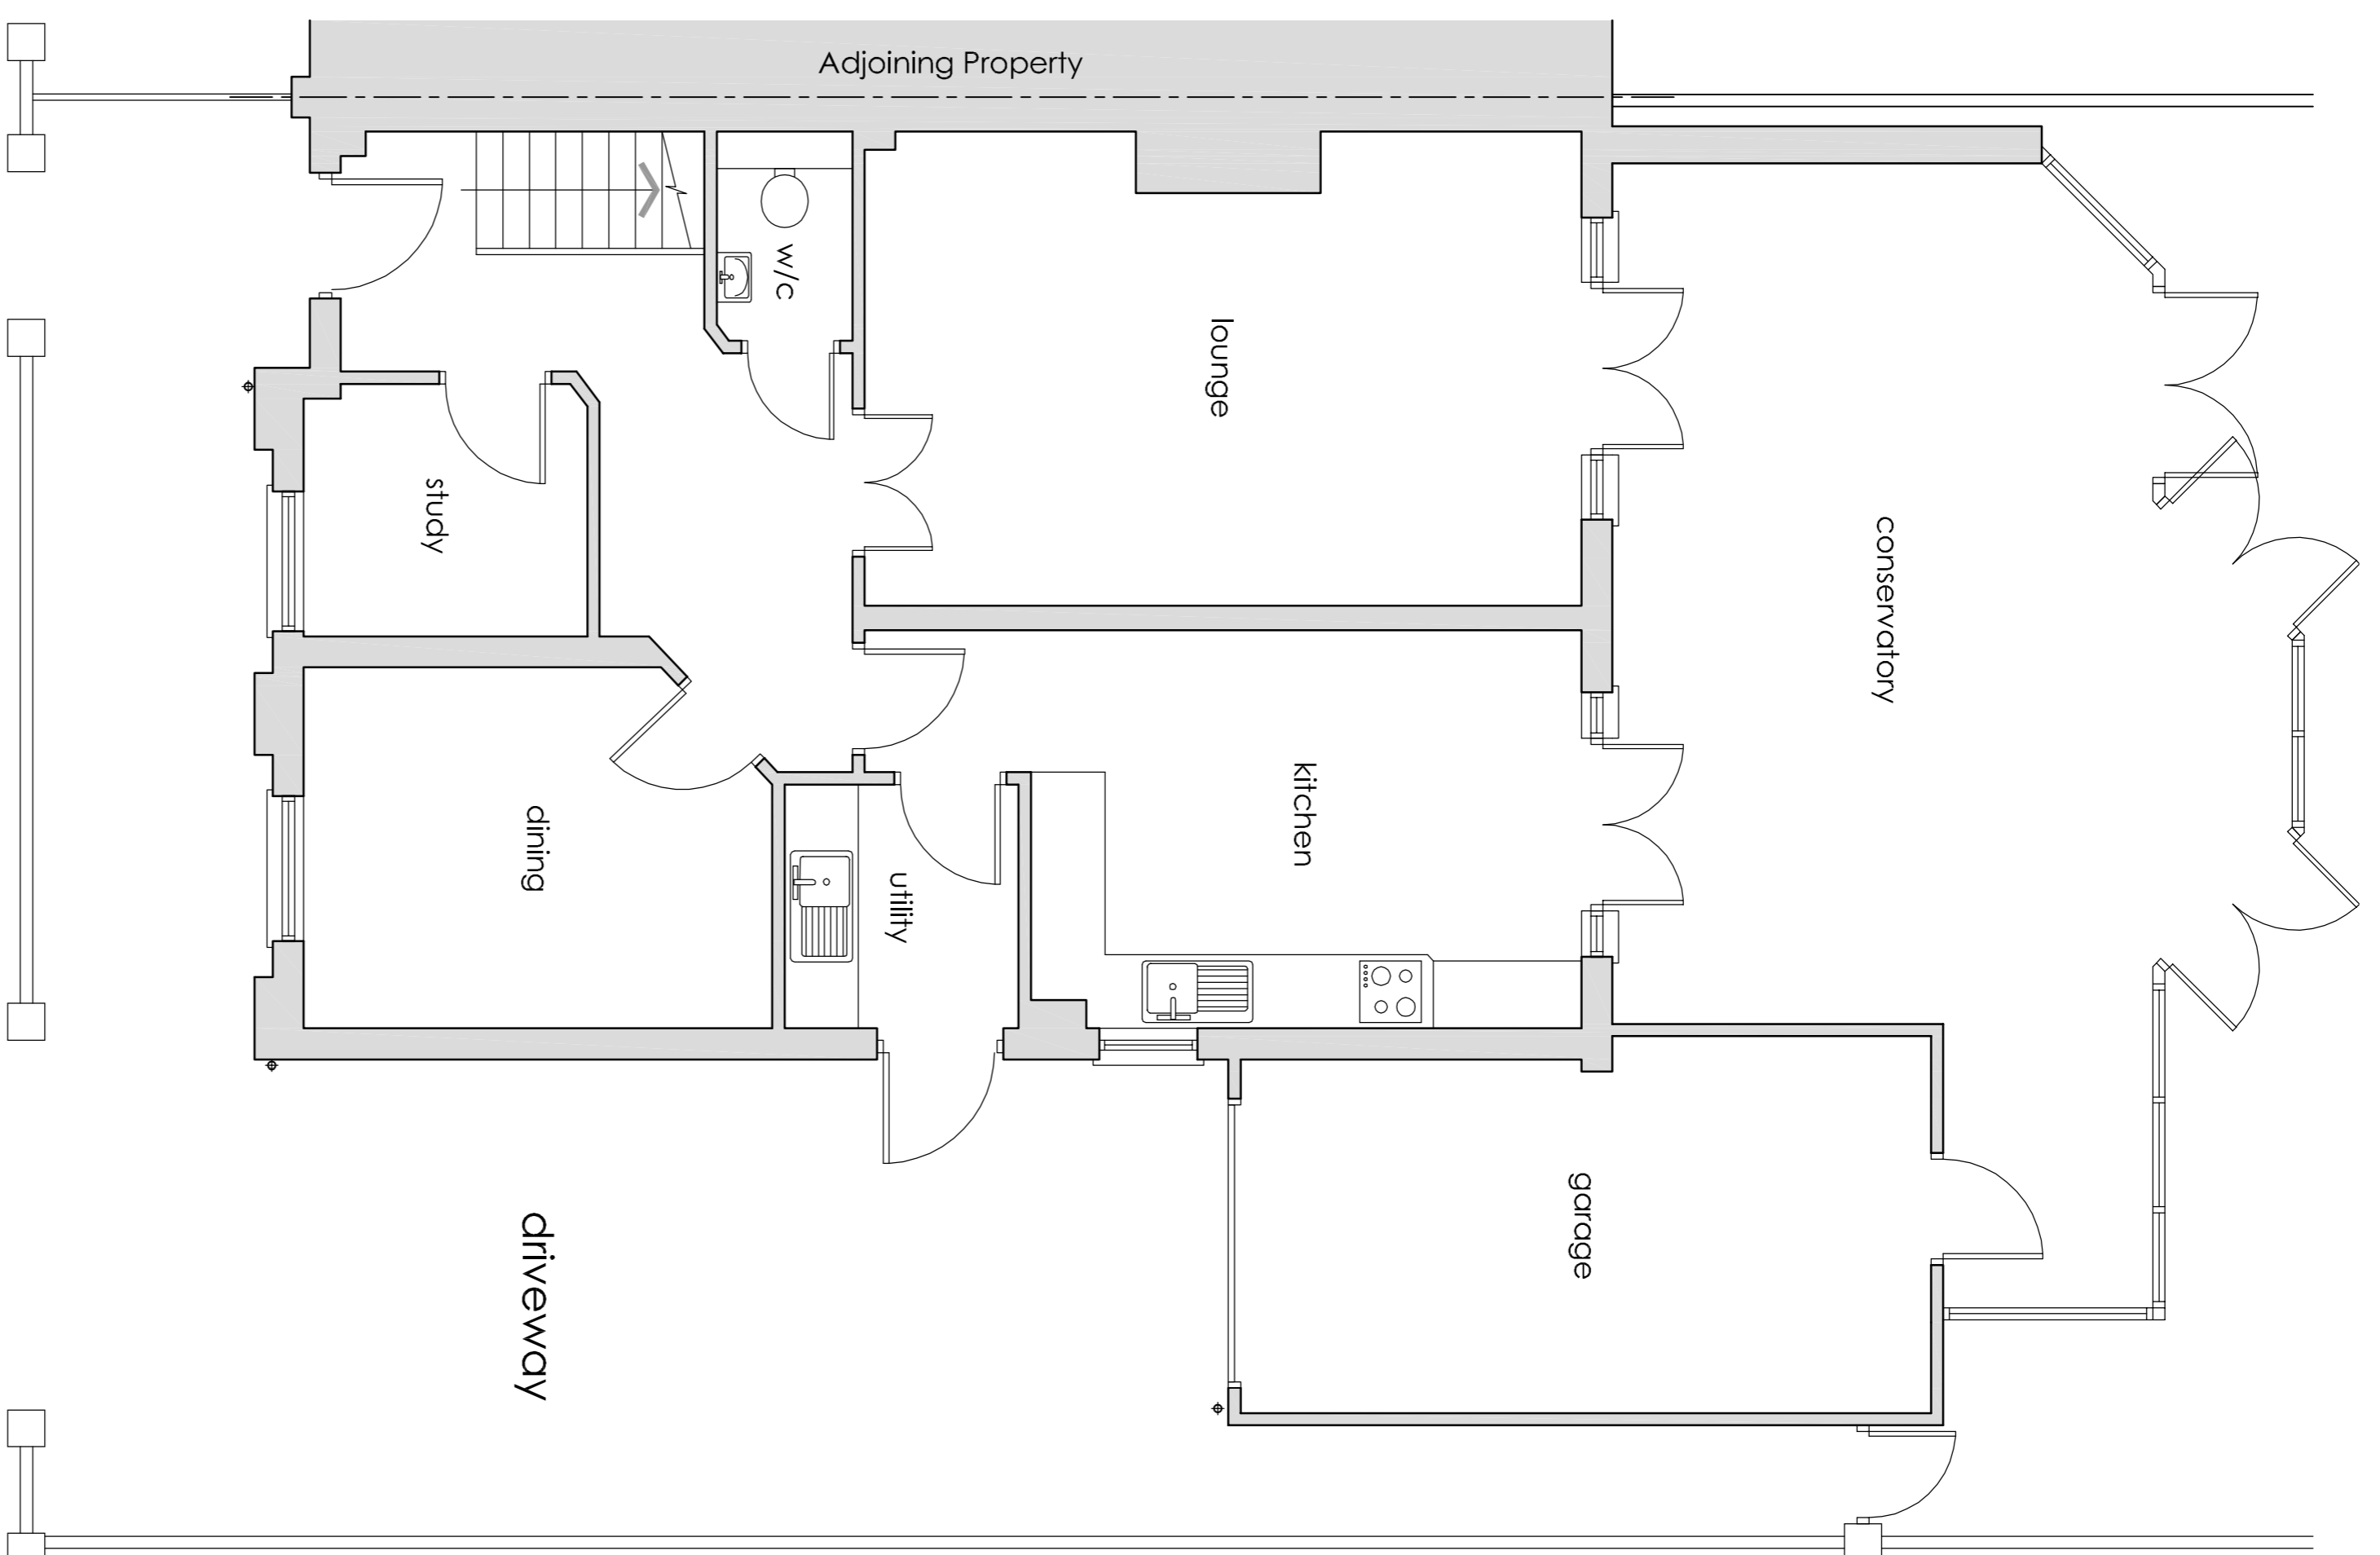 Adjoining Property
w/c
lounge
study
conservatory
kitchen
dining
utility
garage
driveway